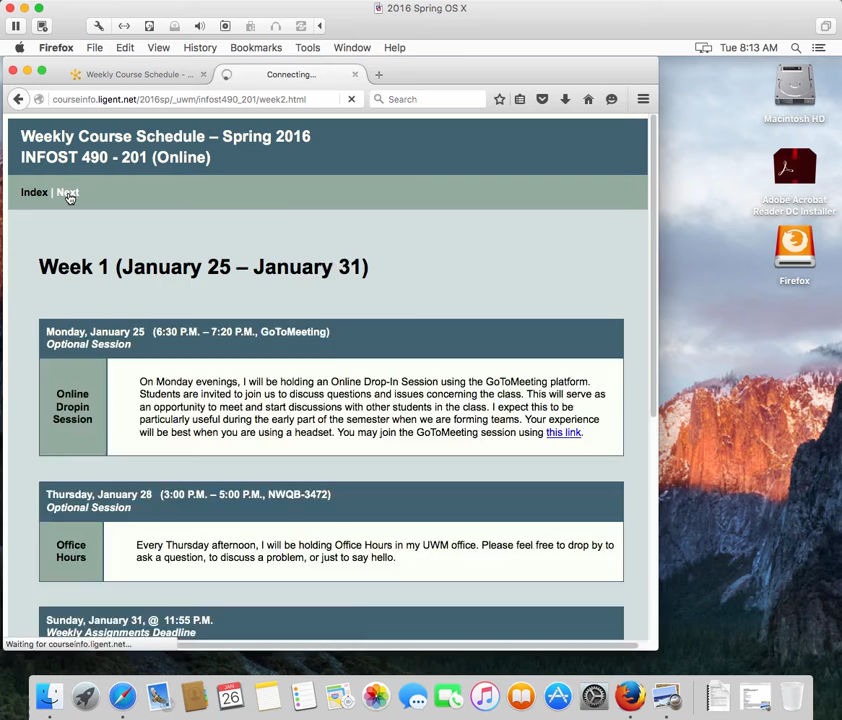 2016 Spring OS X
Firefox File Edit View History Bookmarks Tools Window Help
Tue 8:13 AM
Weekly Course Schedule - ...
Connecting...
courseinfo.ligent.net/2016sp/_uwm/infost490_201/week2.html
Search
Weekly Course Schedule – Spring 2016
INFOST 490 - 201 (Online)
Index | Next
Week 1 (January 25 – January 31)
Monday, January 25 (6:30 P.M. – 7:20 P.M., GoToMeeting)
Optional Session
Online
Dropin
Session
On Monday evenings, I will be holding an Online Drop-In Session using the GoToMeeting platform.
Students are invited to join us to discuss questions and issues concerning the class. This will serve as
an opportunity to meet and start discussions with other students in the class. I expect this to be
particularly useful during the early part of the semester when we are forming teams. Your experience
will be best when you are using a headset. You may join the GoToMeeting session using this link.
Thursday, January 28 (3:00 P.M. – 5:00 P.M., NWQB-3472)
Optional Session
Office
Hours
Every Thursday afternoon, I will be holding Office Hours in my UWM office. Please feel free to drop by to
ask a question, to discuss a problem, or just to say hello.
Sunday, January 31, @ 11:55 P.M.
Weekly Assignments Deadline
Waiting for courseinfo.ligent.net...
Macintosh HD
Adobe Acrobat
Reader DC Installer
Firefox
JAN
26